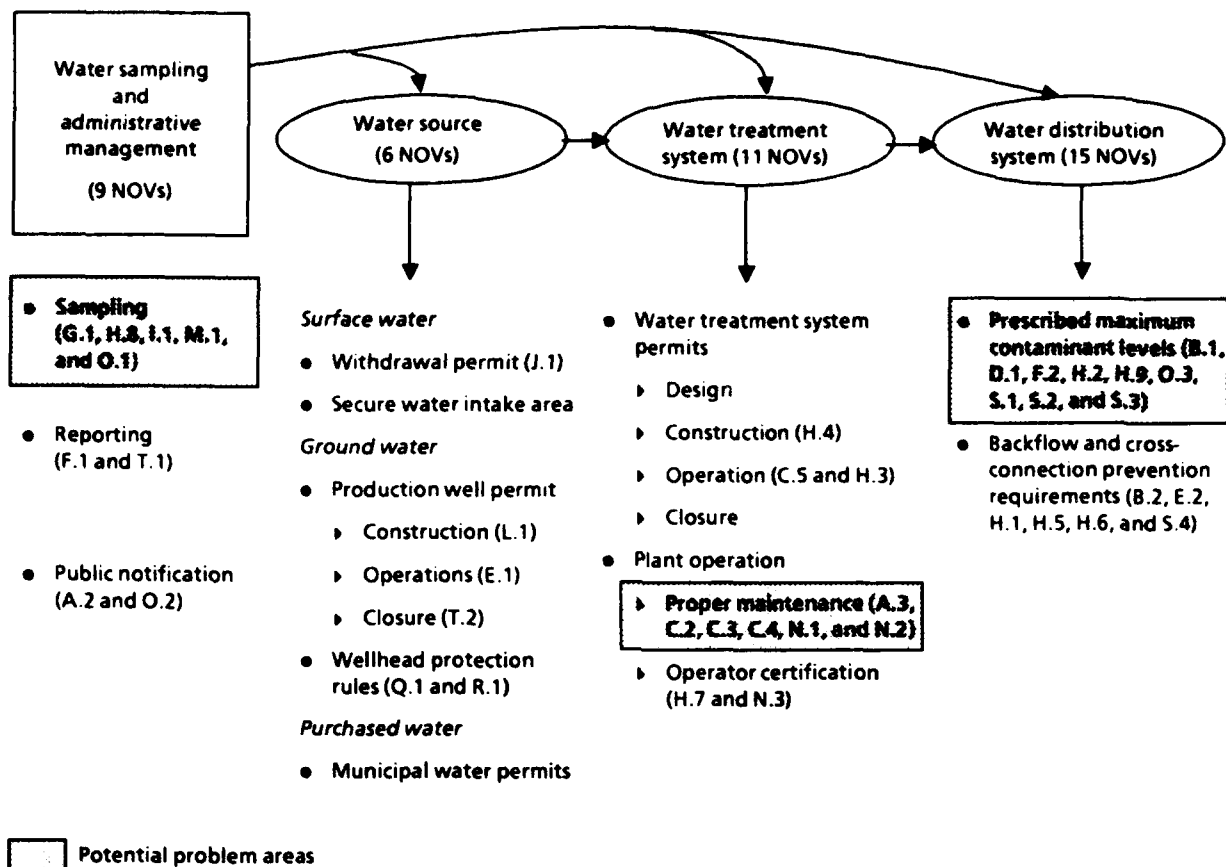 Water sampling
and
administrative
management
(9 NOVs)
Water source
(6 NOVs)
Water treatment
system (11 NOVs)
Water distribution
system (15 NOVs)
● Sampling
(G.1, H.8, I.1, M.1,
and O.1)
● Reporting
(F.1 and T.1)
● Public notification
(A.2 and O.2)
Surface water
● Withdrawal permit (J.1)
● Secure water intake area
Ground water
● Production well permit
▸ Construction (L.1)
▸ Operations (E.1)
▸ Closure (T.2)
● Wellhead protection
rules (Q.1 and R.1)
Purchased water
● Municipal water permits
● Water treatment system
permits
▸ Design
▸ Construction (H.4)
▸ Operation (C.5 and H.3)
▸ Closure
● Plant operation
▸ Proper maintenance (A.3,
C.2, C.3, C.4, N.1, and N.2)
▸ Operator certification
(H.7 and N.3)
● Prescribed maximum
contaminant levels (B.1,
D.1, F.2, H.2, H.9, O.3,
S.1, S.2, and S.3)
● Backflow and cross-
connection prevention
requirements (B.2, E.2,
H.1, H.5, H.6, and S.4)
Potential problem areas